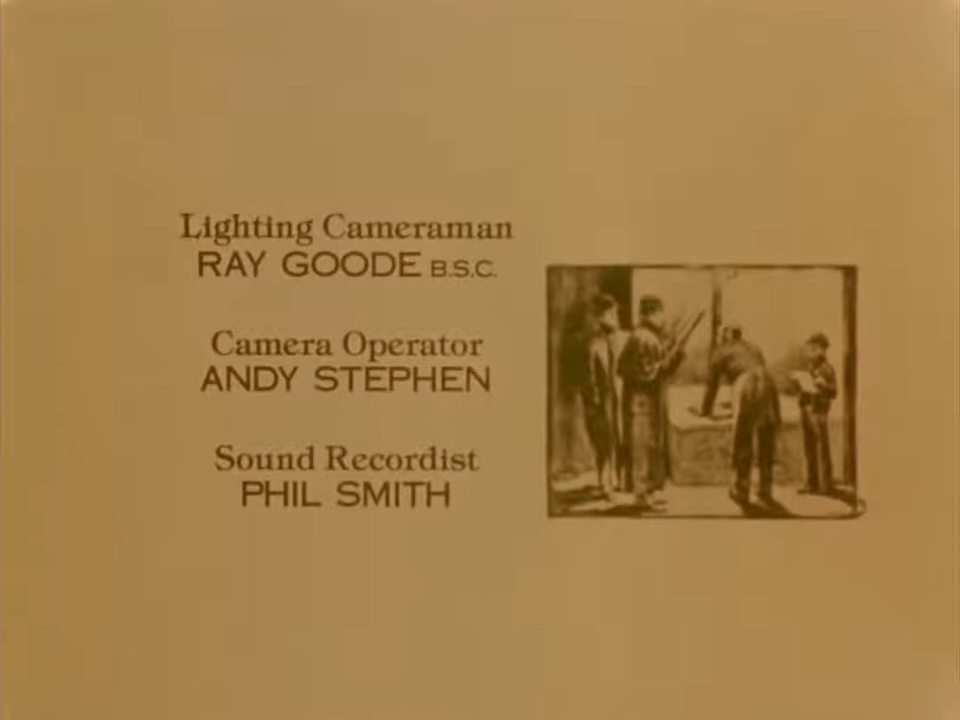 Lighting Cameraman
RAY GOODE B.S.C.
Camera Operator
ANDY STEPHEN
Sound Recordist
PHIL SMITH